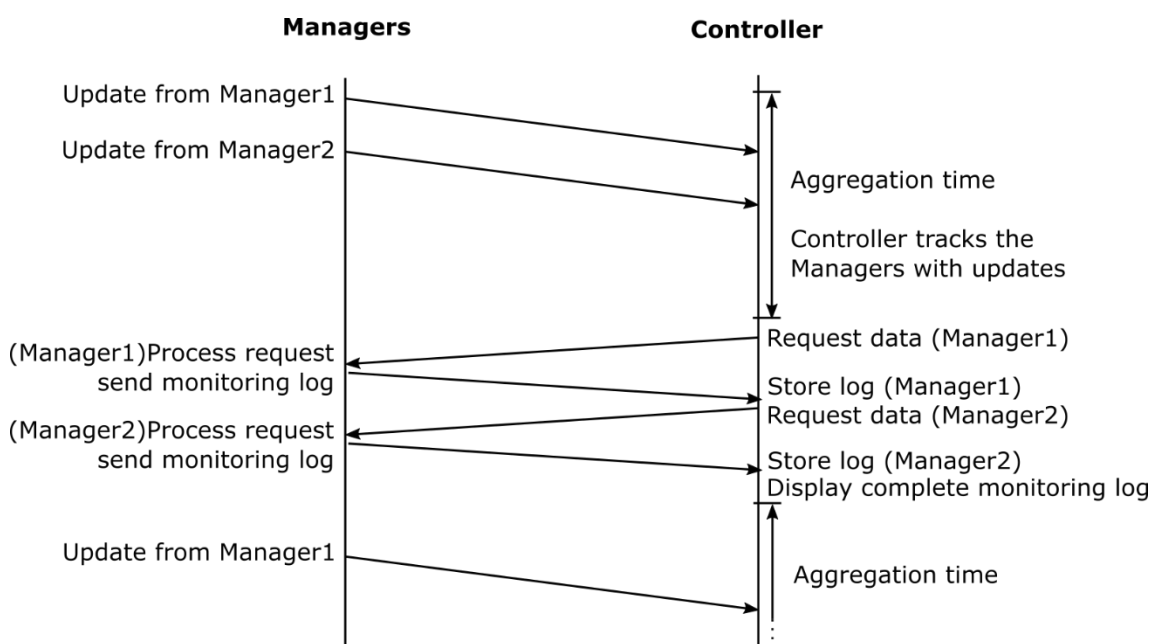 Managers
Controller
Update from Manager1
Update from Manager2
Aggregation time
Controller tracks the
Managers with updates
Request data (Manager1)
(Manager1)Process request
send monitoring log
Store log (Manager1)
Request data (Manager2)
(Manager2)Process request
send monitoring log
Store log (Manager2)
Display complete monitoring log
Update from Manager1
Aggregation time